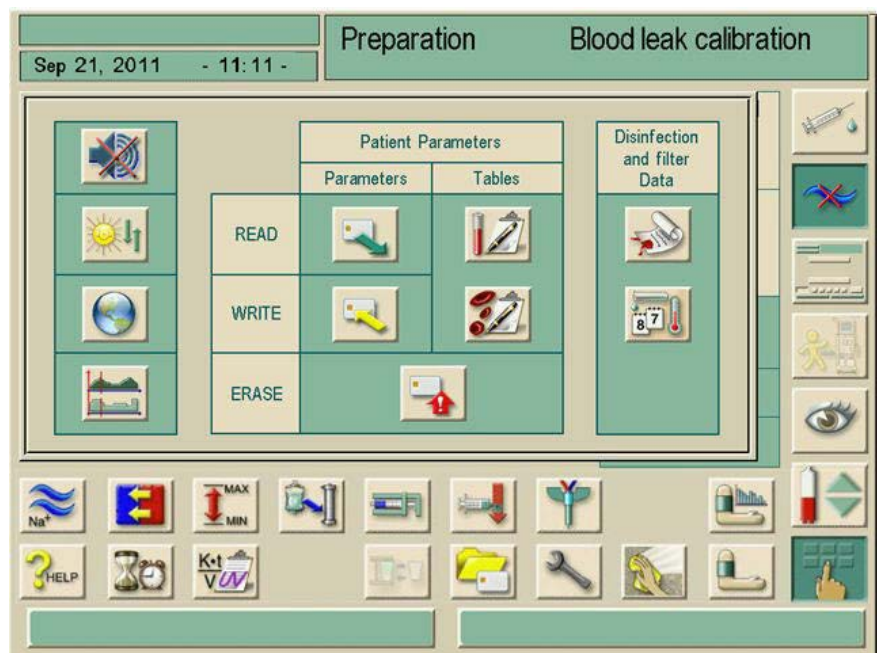 Preparation Blood leak calibration
Sep 21, 2011 - 11:11 -
Patient Parameters
Disinfection
and filter
Data
Parameters Tables
READ
WRITE
8 7
ERASE
Na+
MAX
MIN
HELP
K•t
V
UV